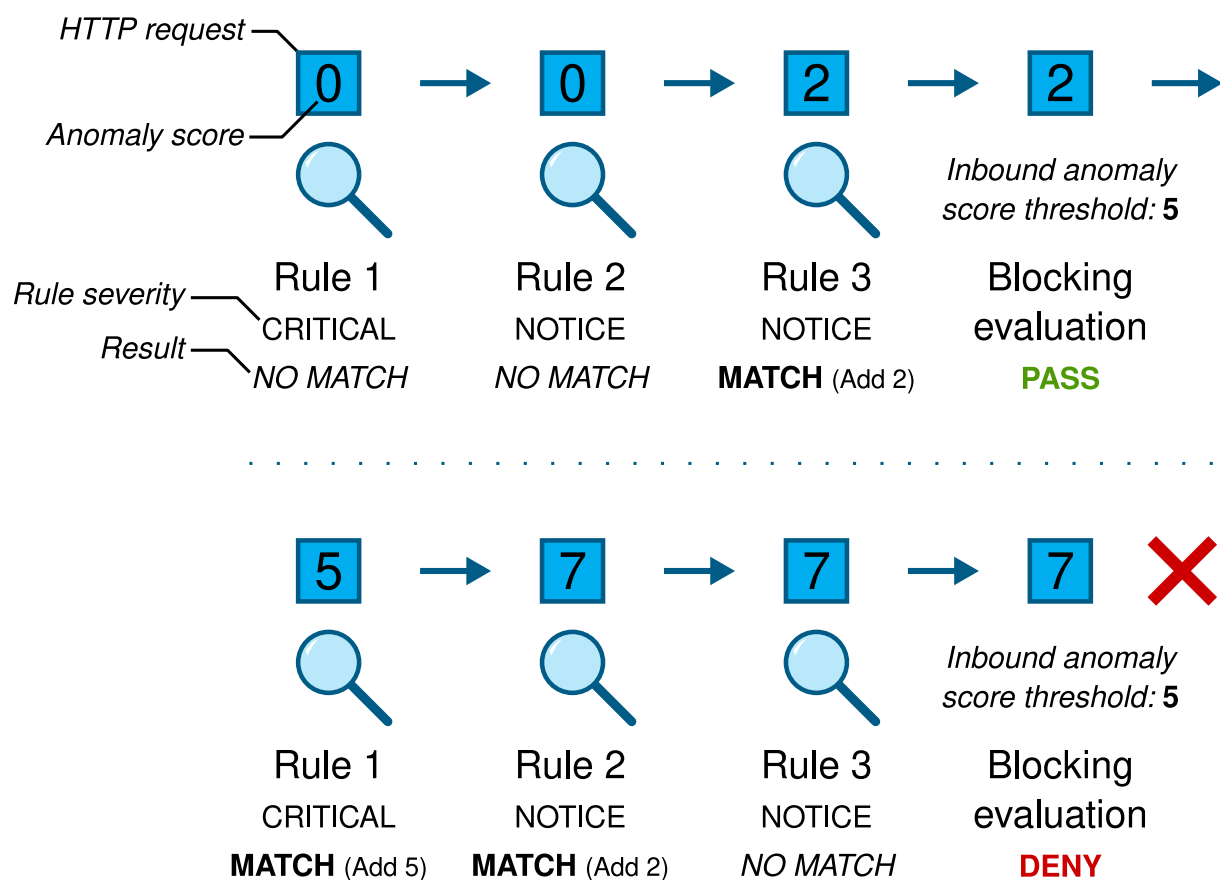 HTTP request
0
0
2
2
Anomaly score
Inbound anomaly
score threshold: 5
Rule 1
Rule 2
Rule 3
Blocking
evaluation
Rule severity
CRITICAL
NOTICE
NOTICE
Result
NO MATCH
NO MATCH
MATCH (Add 2)
PASS
5
7
7
7
Inbound anomaly
score threshold: 5
Rule 1
Rule 2
Rule 3
Blocking
evaluation
CRITICAL
NOTICE
NOTICE
MATCH (Add 5)
MATCH (Add 2)
NO MATCH
DENY